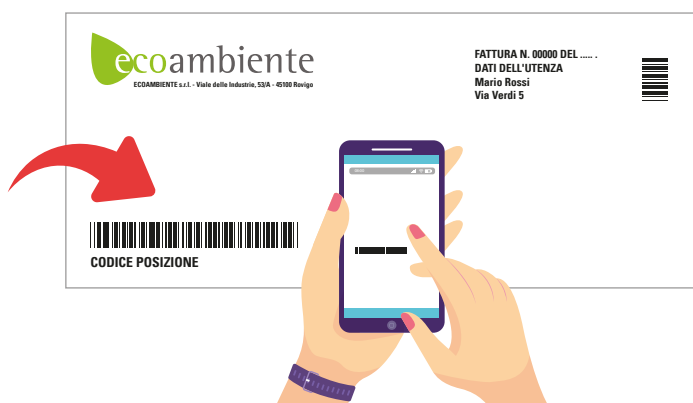 ecoambiente
ECOAMBIENTE s.r.l. - Viale delle Industrie, 53/A - 45100 Rovigo
FATTURA N. 00000 DEL ..... .
DATI DELL'UTENZA
Mario Rossi
Via Verdi 5
CODICE POSIZIONE